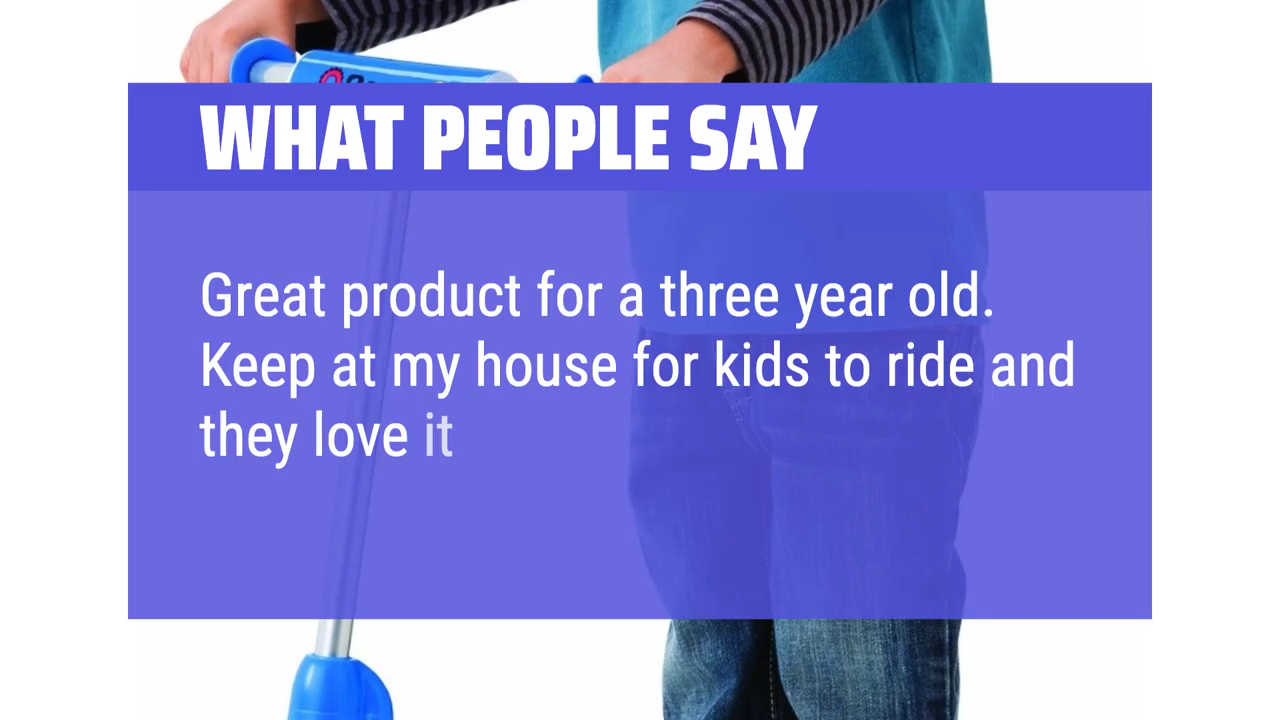 WHAT PEOPLE SAY
Great product for a three year old.
Keep at my house for kids to ride and
they love it